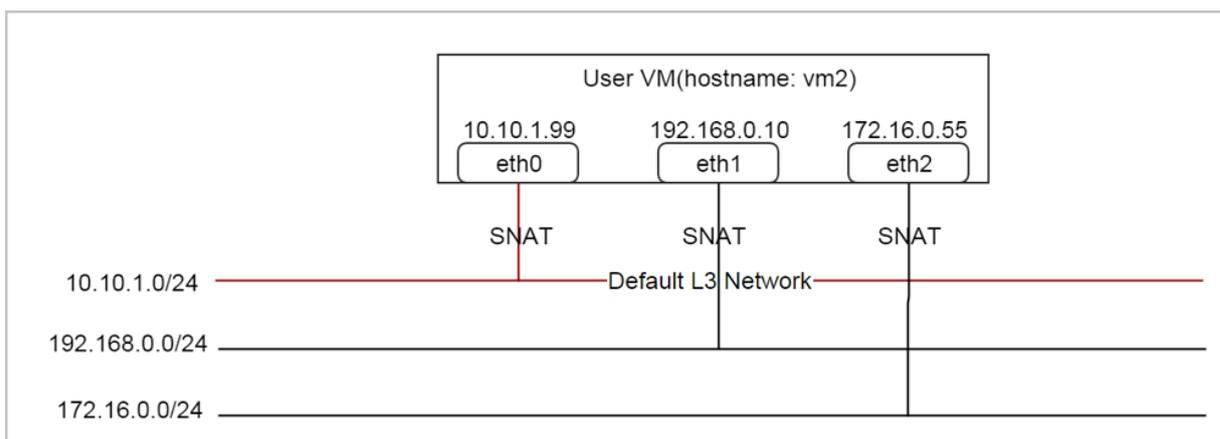 User VM(hostname: vm2)
10.10.1.99 192.168.0.10 172.16.0.55
eth0 eth1 eth2
SNAT SNAT SNAT
10.10.1.0/24 Default L3 Network
192.168.0.0/24
172.16.0.0/24